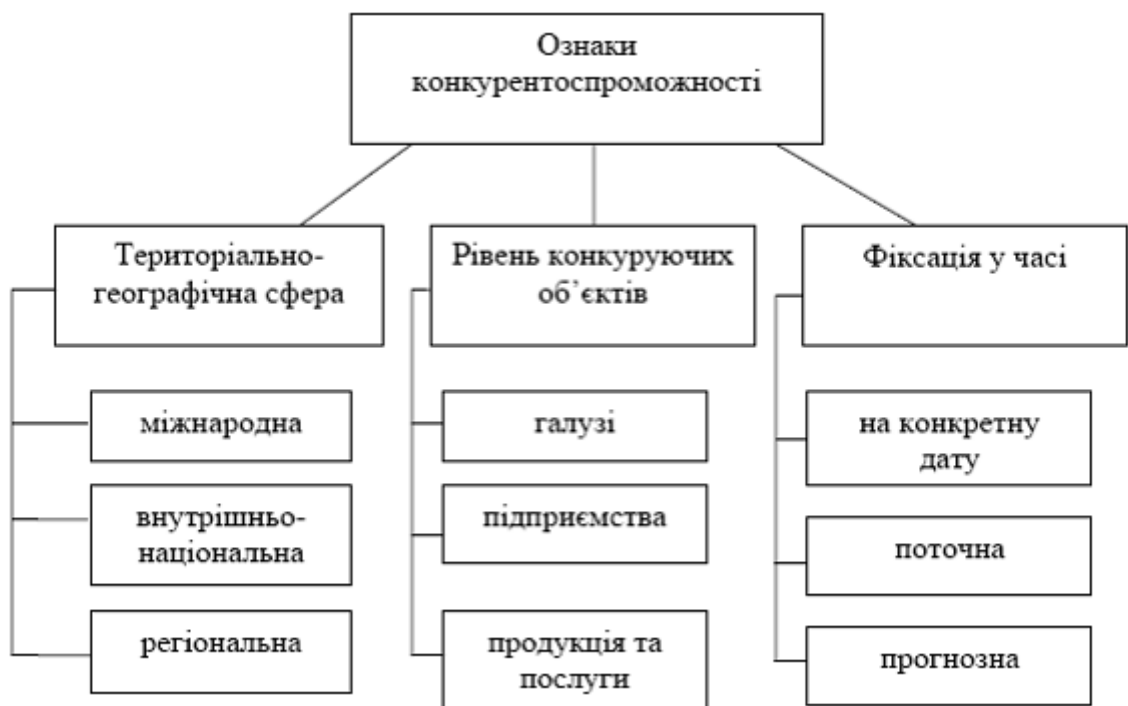 Ознаки
конкурентоспроможності
Територіально-
географічна сфера
міжнародна
внутрішньо-
національна
регіональна
Рівень конкуруючих
об’єктів
галузі
підприємства
продукція та
послуги
Фіксація у часі
на конкретну
дату
поточна
прогнозна